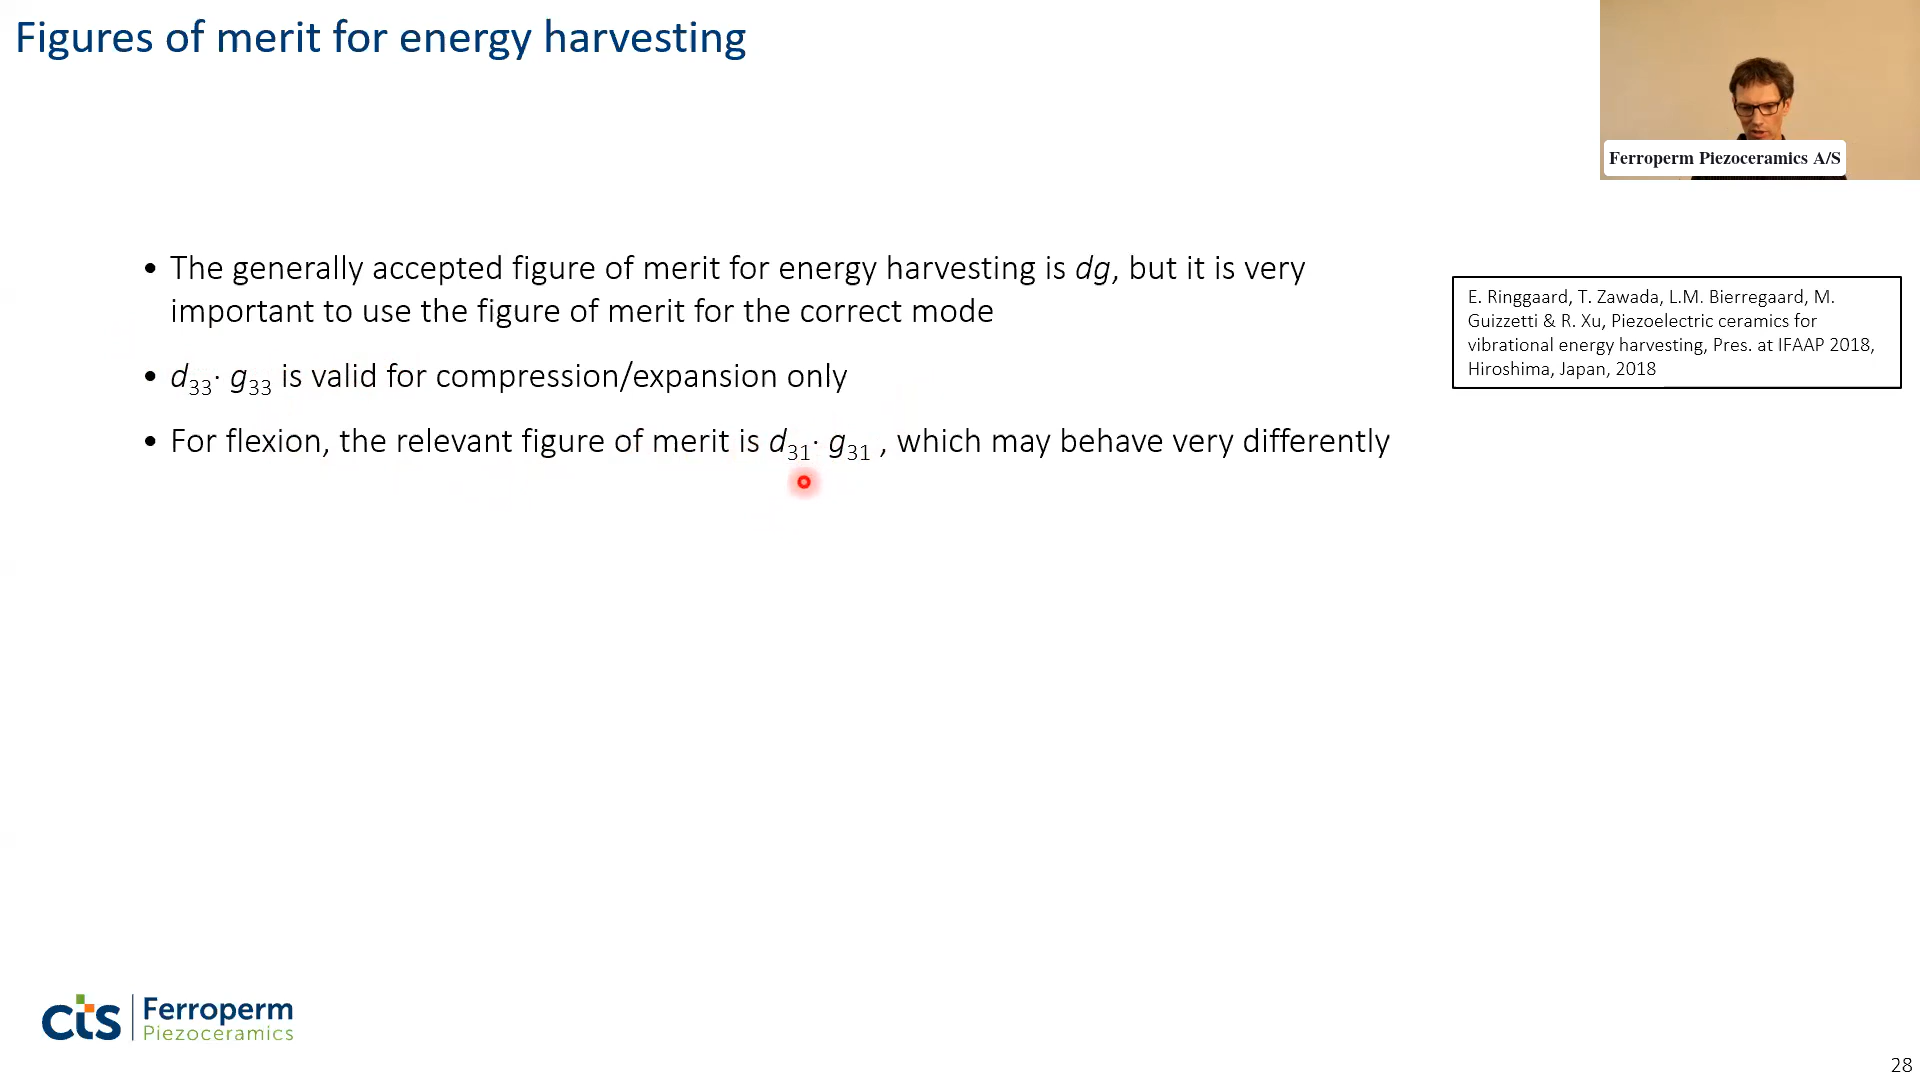 Figures of merit for energy harvesting
Ferroperm Piezoceramics A/S
• The generally accepted figure of merit for energy harvesting is dg, but it is very
important to use the figure of merit for the correct mode
• d33· g33 is valid for compression/expansion only
• For flexion, the relevant figure of merit is d31· g31 , which may behave very differently
E. Ringgaard, T. Zawada, L.M. Bierregaard, M.
Guizzetti & R. Xu, Piezoelectric ceramics for
vibrational energy harvesting, Pres. at IFAAP 2018,
Hiroshima, Japan, 2018
cts Ferroperm
Piezoceramics
28